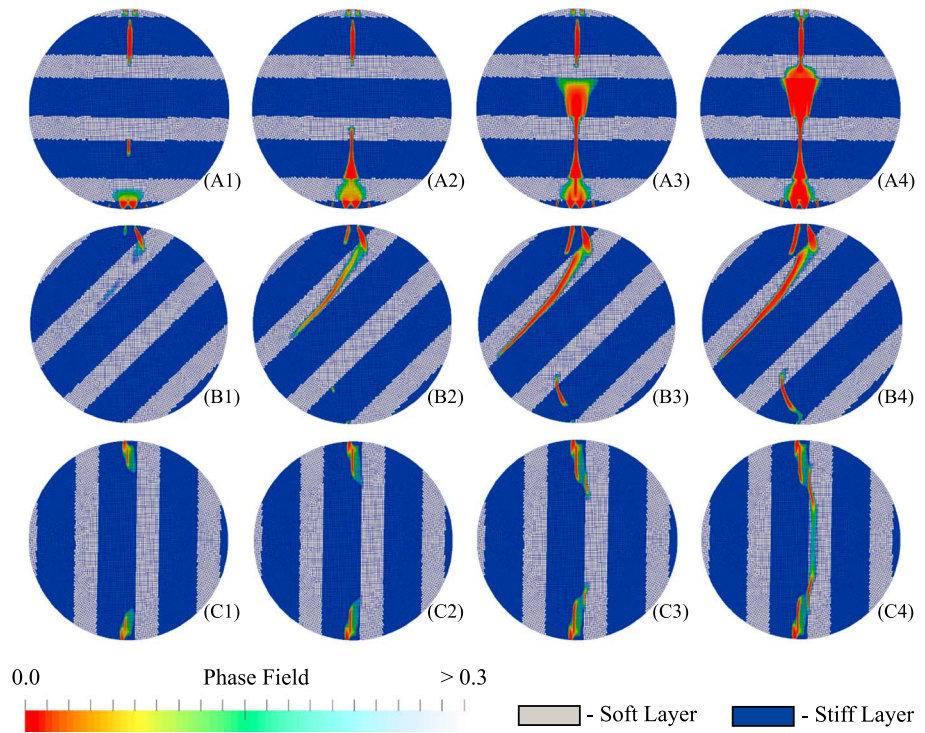 (A1) (A2) (A3) (A4)
(B1) (B2) (B3) (B4)
(C1) (C2) (C3) (C4)
0.0 Phase Field > 0.3
- Soft Layer - Stiff Layer